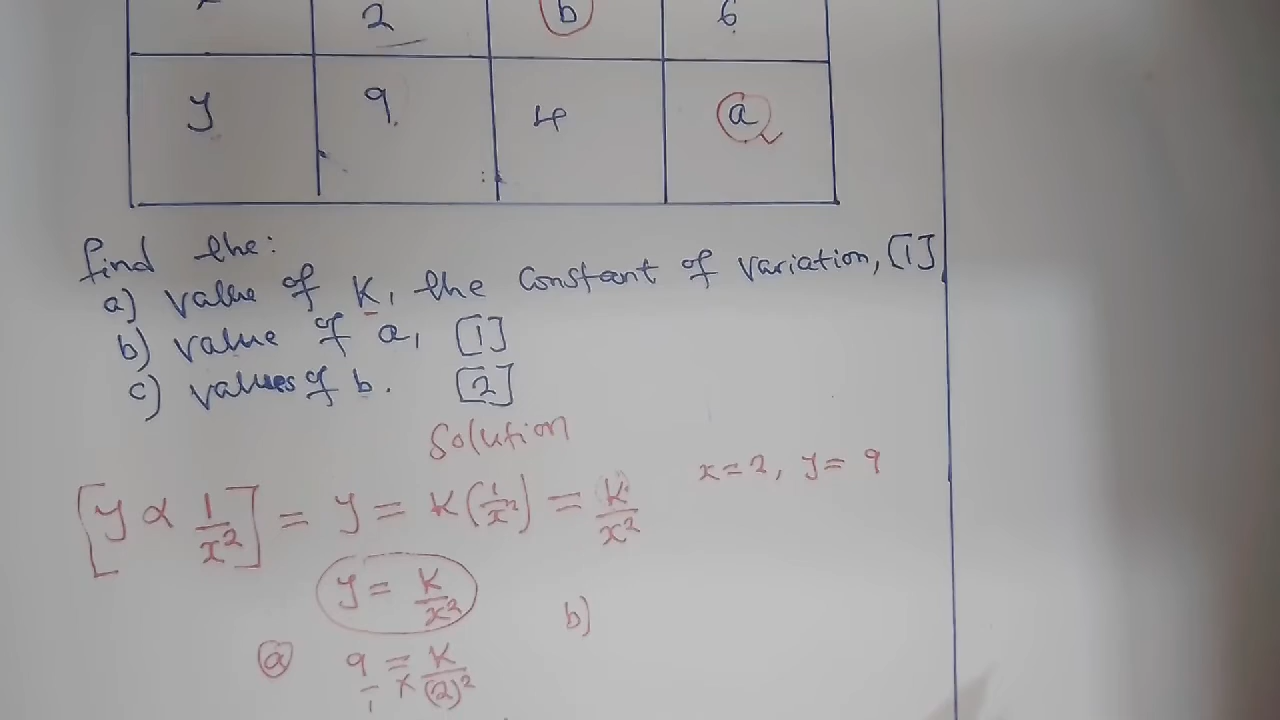 2 b 6
y 9 4 a
find the:
a) value of K, the constant of variation, [1]
b) value of a, [1]
c) values of b. [2]
Solution
x=2, y=9
[y ∝ 1/x²] = y = K(1/x²) = K/x²
y = K/x²
b)
a 9/1 × = K/(2)²